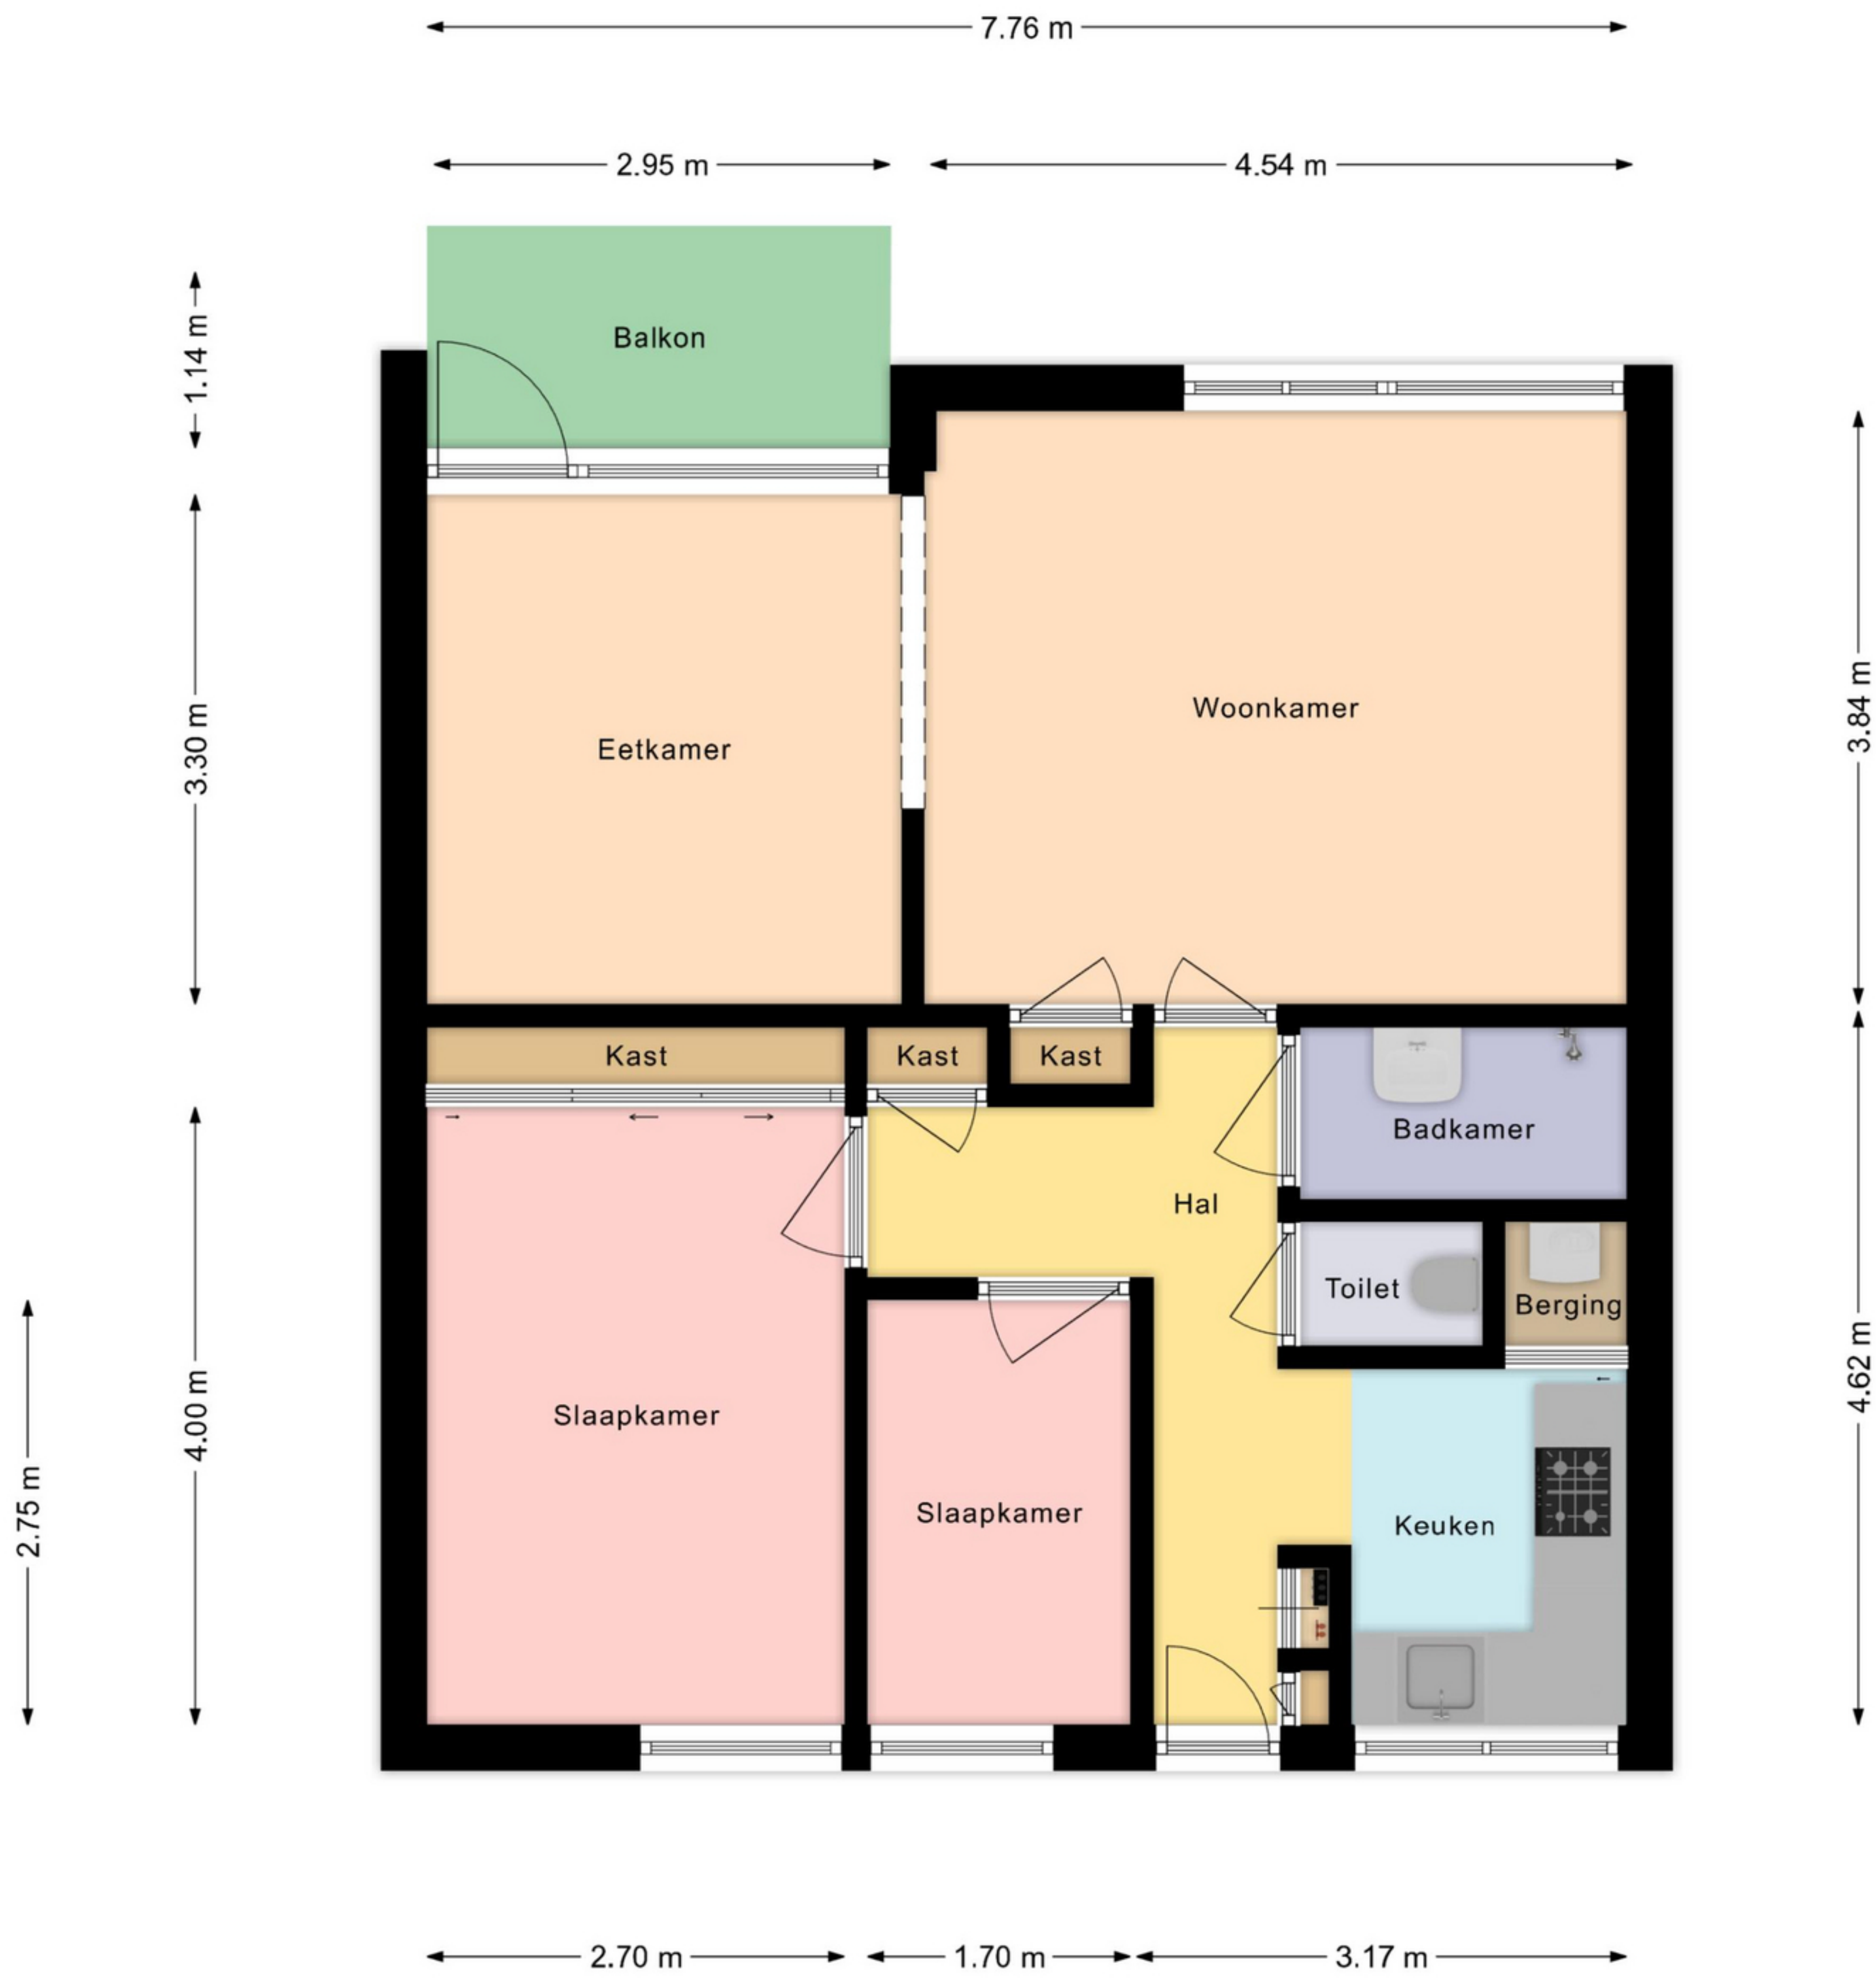 7.76 m
2.95 m
4.54 m
Balkon
1.14 m
3.30 m
3.84 m
Woonkamer
Eetkamer
Kast
Kast
Kast
Badkamer
Hal
Toilet
Berging
4.00 m
4.62 m
2.75 m
Slaapkamer
Slaapkamer
Keuken
2.70 m
1.70 m
3.17 m